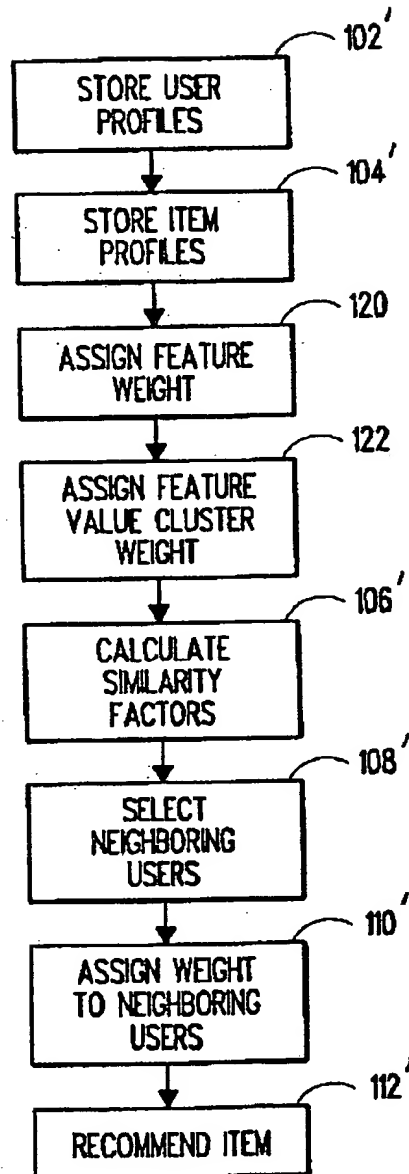 102'
STORE USER
PROFILES
104'
STORE ITEM
PROFILES
120
ASSIGN FEATURE
WEIGHT
122
ASSIGN FEATURE
VALUE CLUSTER
WEIGHT
106'
CALCULATE
SIMILARITY
FACTORS
108'
SELECT
NEIGHBORING
USERS
110'
ASSIGN WEIGHT
TO NEIGHBORING
USERS
112'
RECOMMEND ITEM